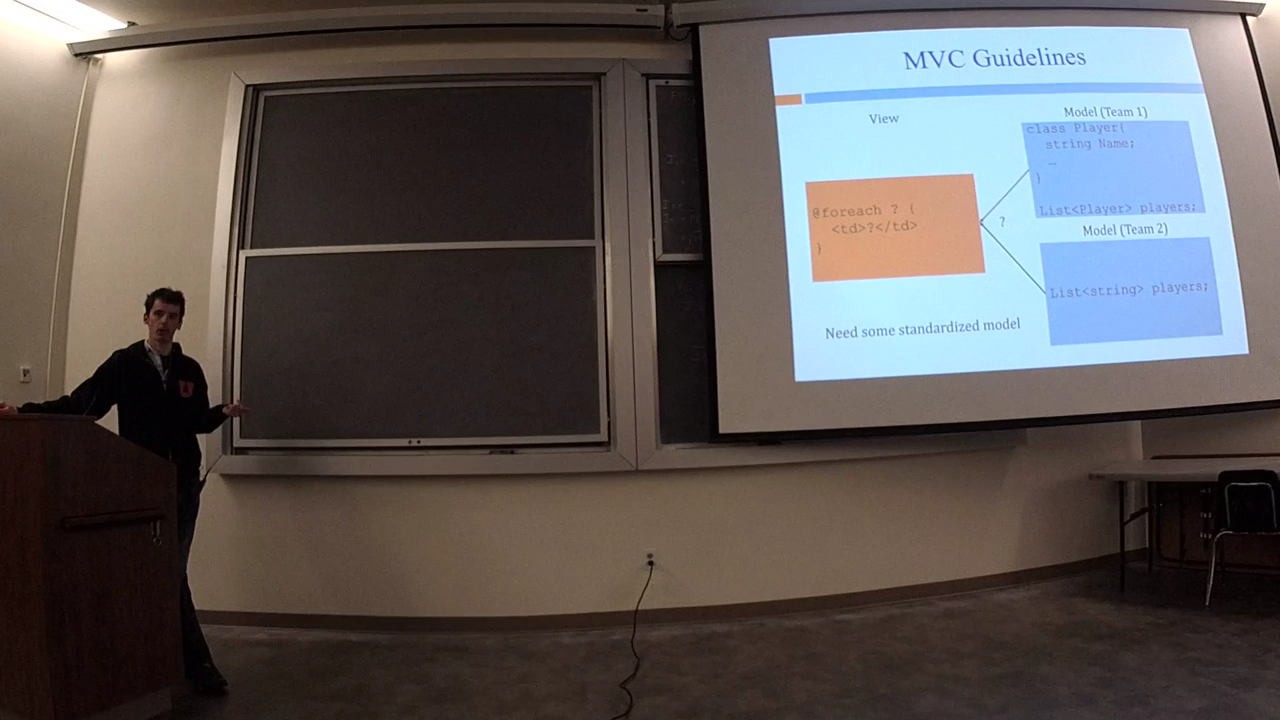 MVC Guidelines
View
@foreach ? {
<td>?</td>
}
?
Model (Team 1)
class Player{
string Name;
…
}
List<Player> players;
Model (Team 2)
List<string> players;
Need some standardized model
U